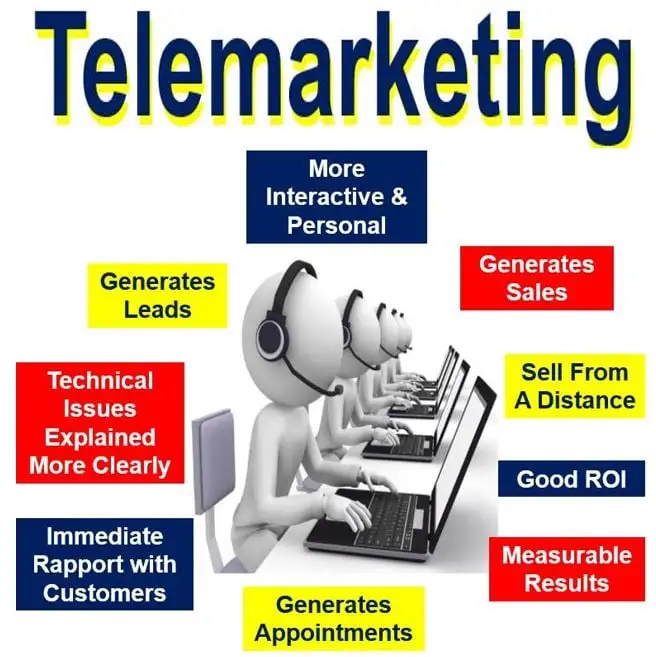 Telemarketing
More
Interactive &
Personal
Generates
Leads
Generates
Sales
Technical
Issues
Explained
More Clearly
Sell From
A Distance
Good ROI
Immediate
Rapport with
Customers
Measurable
Results
Generates
Appointments